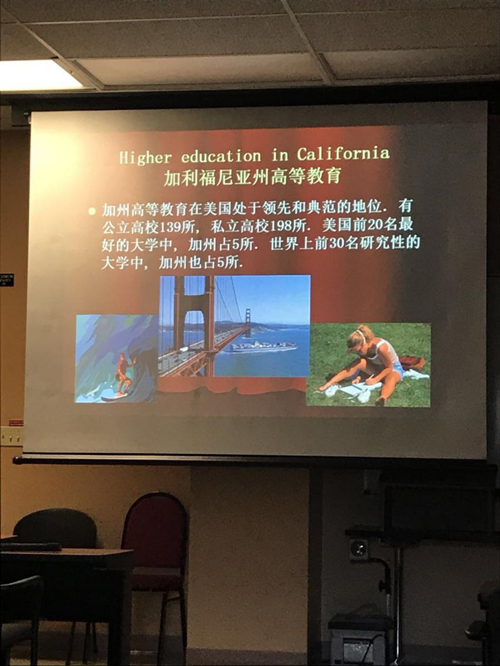 Higher education in California
加利福尼亚州高等教育
加州高等教育在美国处于领先和典范的地位. 有
公立高校139所, 私立高校198所. 美国前20名最
好的大学中, 加州占5所. 世界上前30名研究性的
大学中, 加州也占5所.